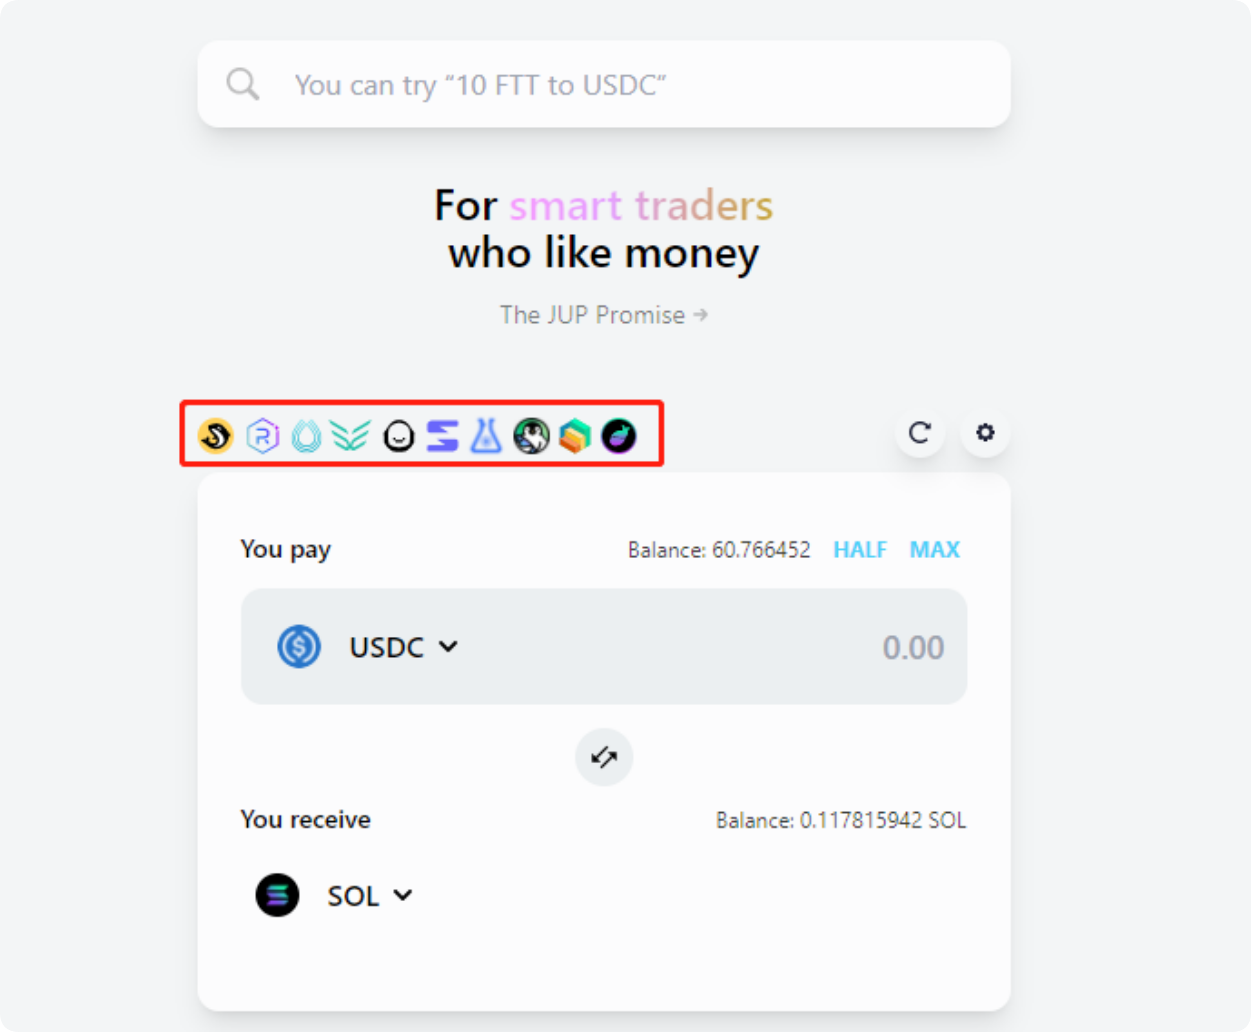 You can try “10 FTT to USDC”
For smart traders
who like money
The JUP Promise →
You pay
Balance: 60.766452 HALF MAX
USDC
0.00
You receive
Balance: 0.117815942 SOL
SOL